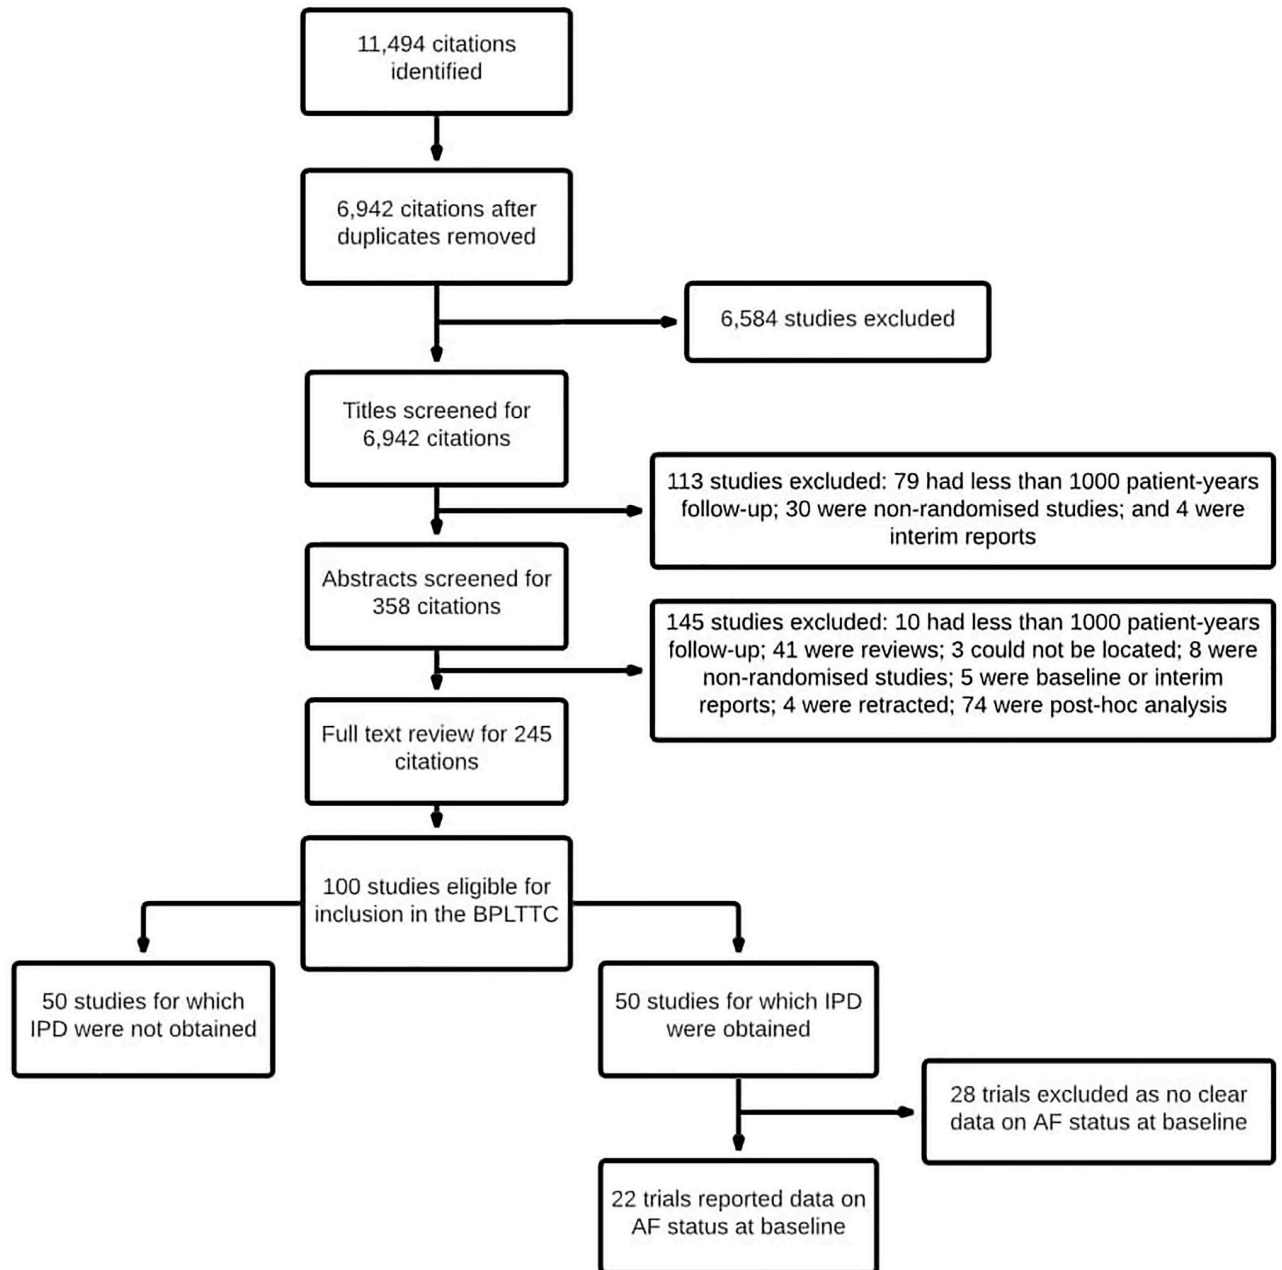 11,494 citations
identified
6,942 citations after
duplicates removed
6,584 studies excluded
Titles screened for
6,942 citations
113 studies excluded: 79 had less than 1000 patient-years
follow-up; 30 were non-randomised studies; and 4 were
interim reports
Abstracts screened for
358 citations
145 studies excluded: 10 had less than 1000 patient-years
follow-up; 41 were reviews; 3 could not be located; 8 were
non-randomised studies; 5 were baseline or interim
reports; 4 were retracted; 74 were post-hoc analysis
Full text review for 245
citations
100 studies eligible for
inclusion in the BPLTTC
50 studies for which
IPD were not obtained
50 studies for which IPD
were obtained
28 trials excluded as no clear
data on AF status at baseline
22 trials reported data on
AF status at baseline